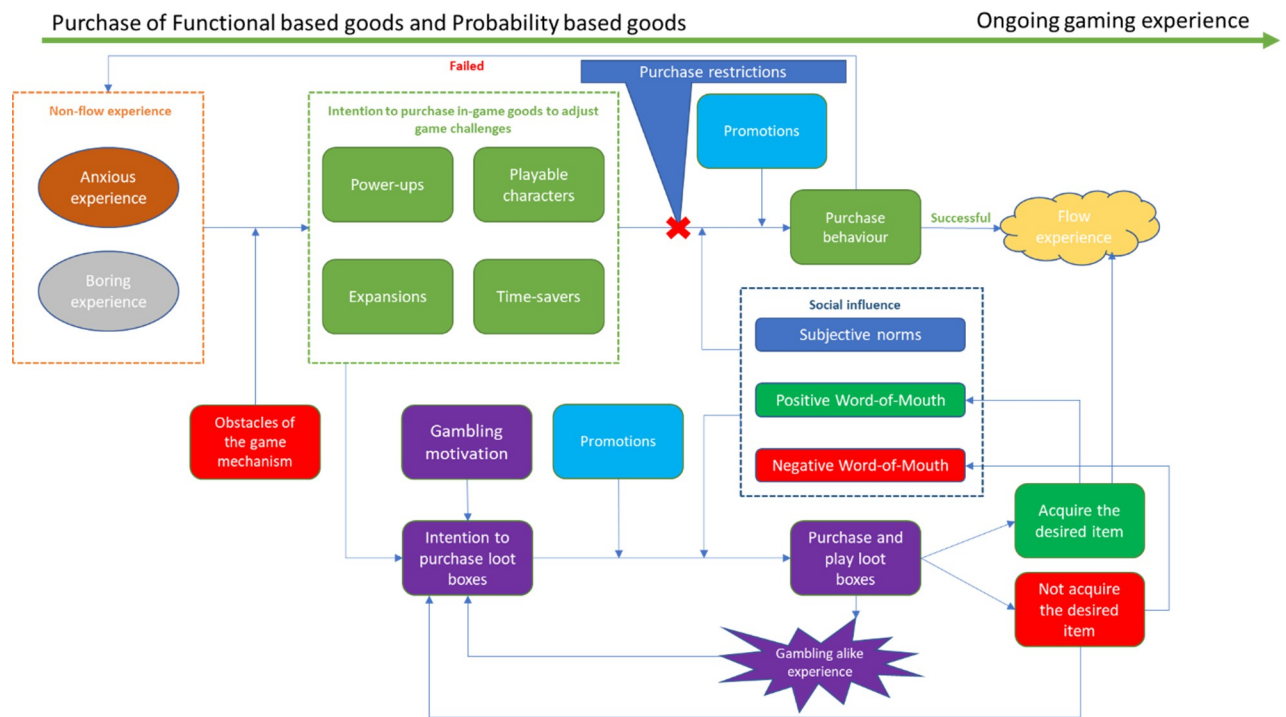 Purchase of Functional based goods and Probability based goods
Ongoing gaming experience
Failed
Purchase restrictions
Non-flow experience
Anxious
experience
Boring
experience
Intention to purchase in-game goods to adjust
game challenges
Power-ups
Playable
characters
Expansions
Time-savers
Promotions
Purchase
behaviour
Successful
Flow
experience
Social influence
Subjective norms
Positive Word-of-Mouth
Negative Word-of-Mouth
Obstacles of
the game
mechanism
Gambling
motivation
Promotions
Intention to
purchase loot
boxes
Purchase and
play loot
boxes
Acquire the
desired item
Not acquire
the desired
item
Gambling alike
experience